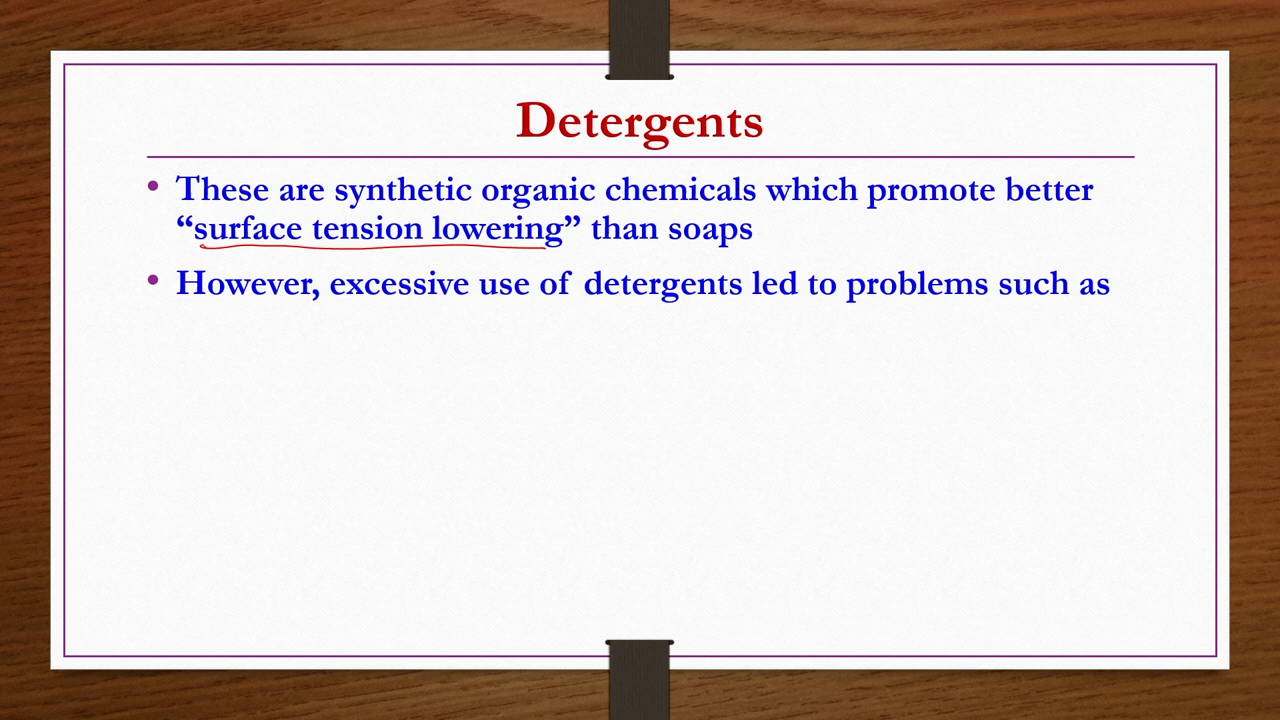 Detergents
• These are synthetic organic chemicals which promote better
“surface tension lowering” than soaps
• However, excessive use of detergents led to problems such as